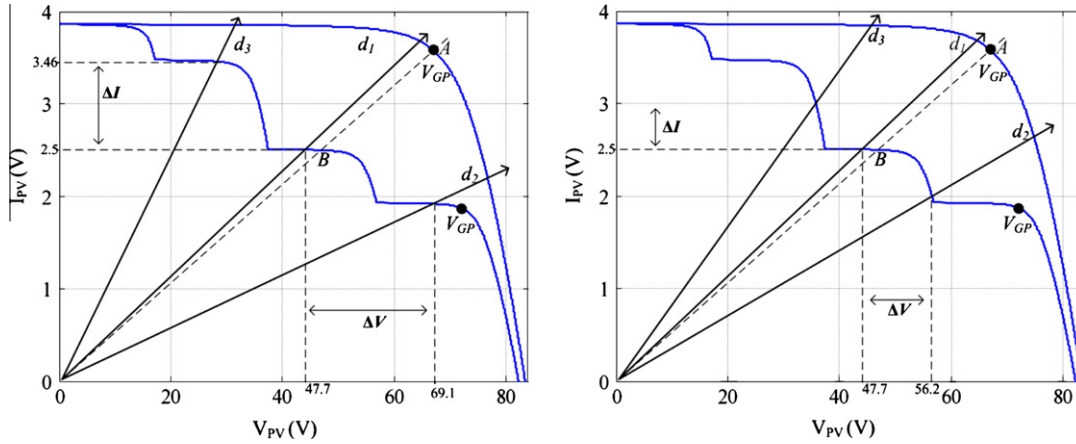 4
3.46
3
2.5
2
1
0
I_PV (V)
ΔI
d3
d1
Á
V_GP
B
d2
V_GP
ΔV
47.7
69.1
0
20
40
60
80
V_PV (V)
4
3
2.5
2
1
0
I_PV (V)
ΔI
d3
d1
Á
V_GP
d2
B
V_GP
ΔV
47.7
56.2
0
20
40
60
80
V_PV (V)